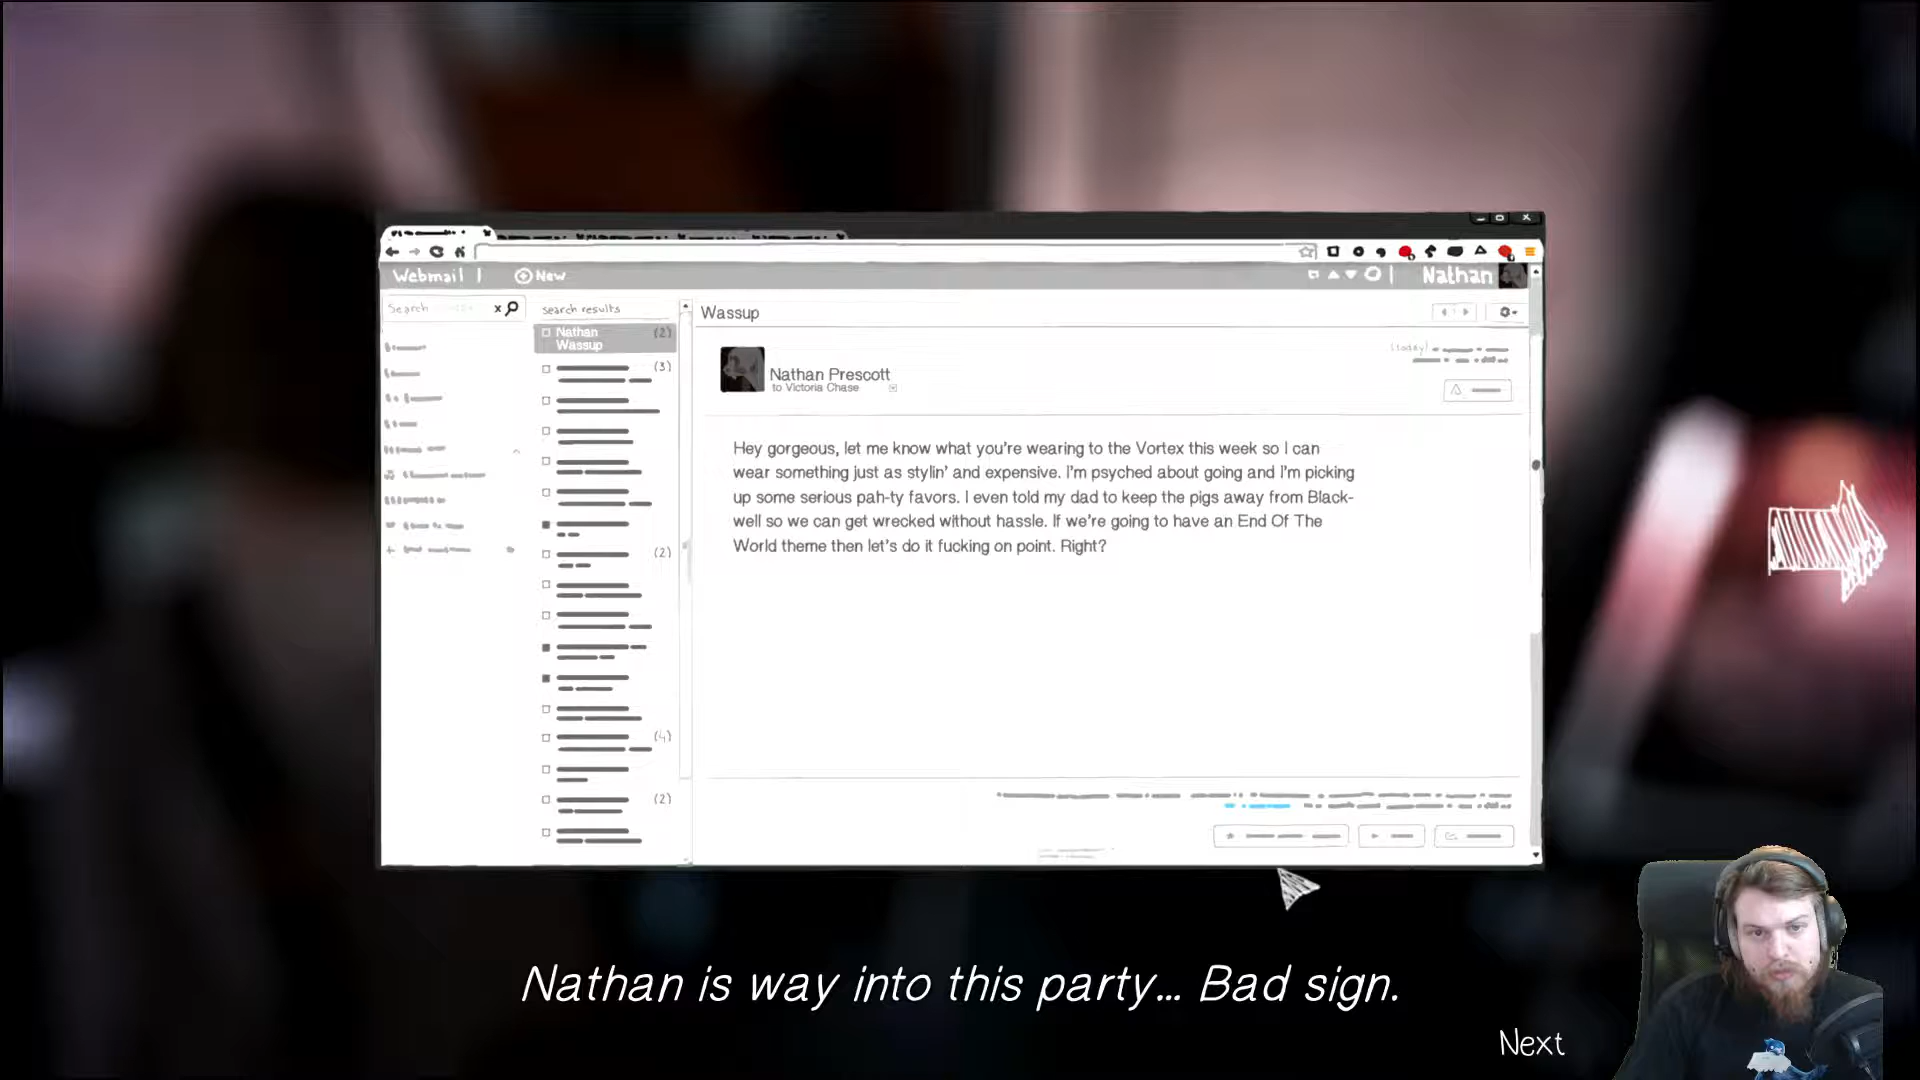 Webmail
New
Nathan
Search
search results
Nathan (2)
Wassup
(3)
(2)
(4)
(2)
Wassup
(today)
Nathan Prescott
to Victoria Chase
Hey gorgeous, let me know what you're wearing to the Vortex this week so I can
wear something just as stylin' and expensive. I'm psyched about going and I'm picking
up some serious pah-ty favors. I even told my dad to keep the pigs away from Black-
well so we can get wrecked without hassle. If we're going to have an End Of The
World theme then let's do it fucking on point. Right?
Nathan is way into this party... Bad sign.
Next